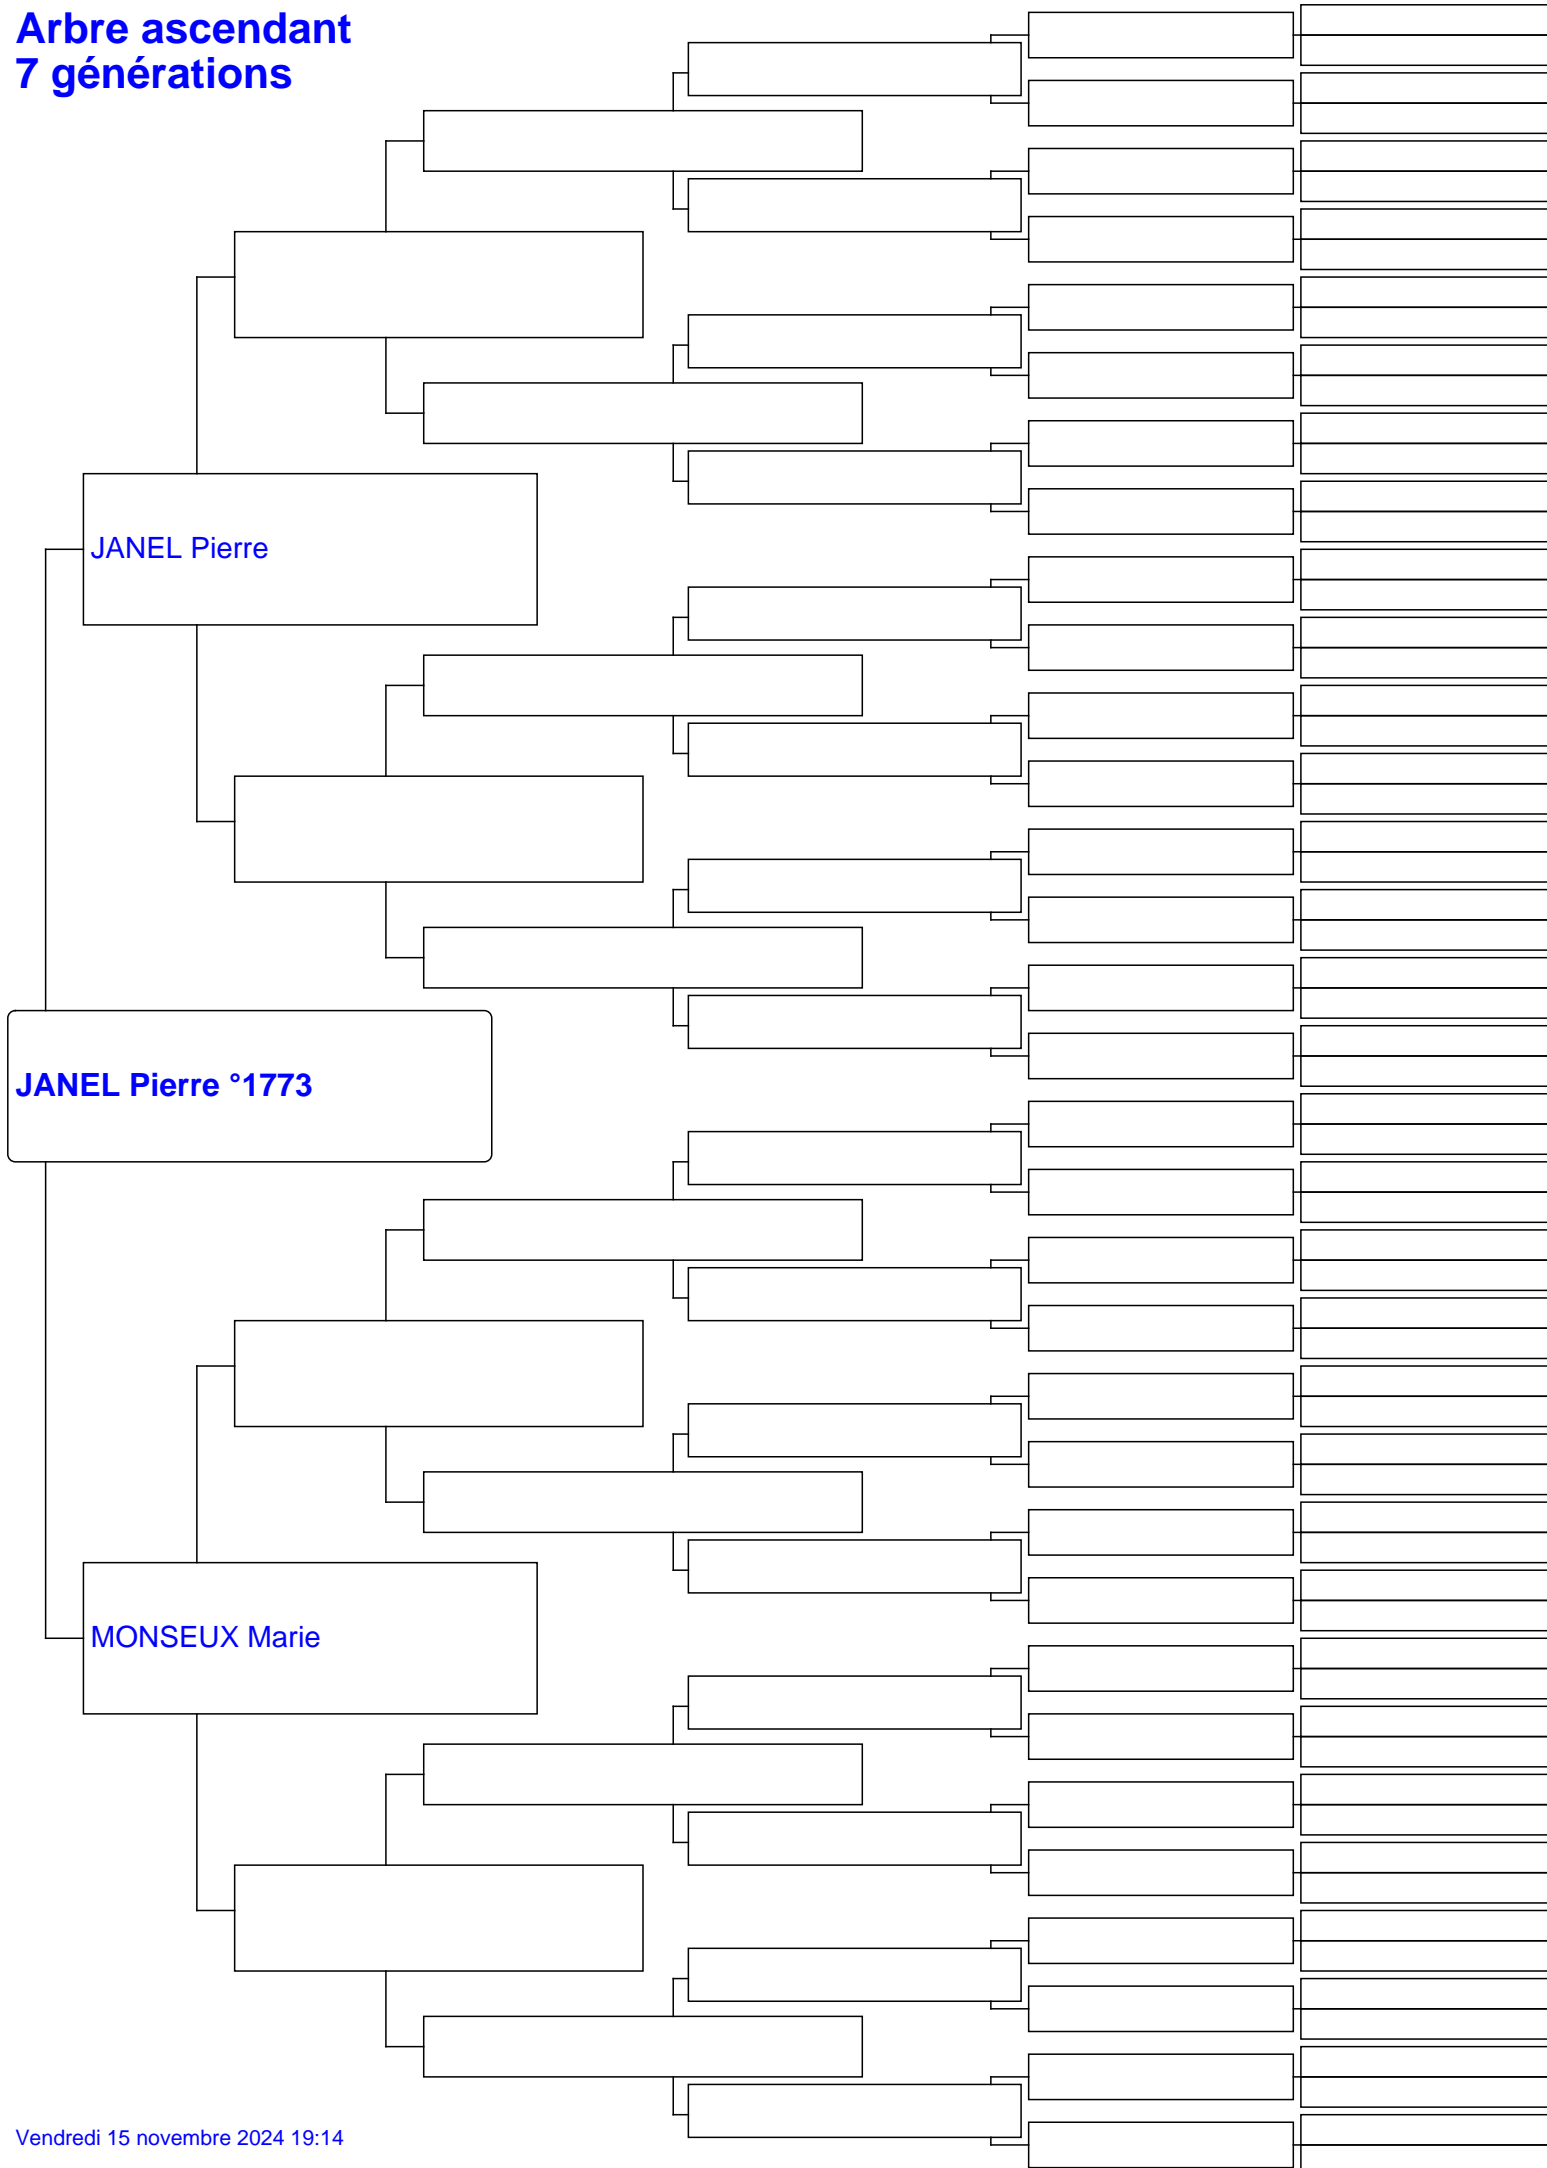 Arbre ascendant
7 générations
JANEL Pierre
JANEL Pierre °1773
MONSEUX Marie
Vendredi 15 novembre 2024 19:14